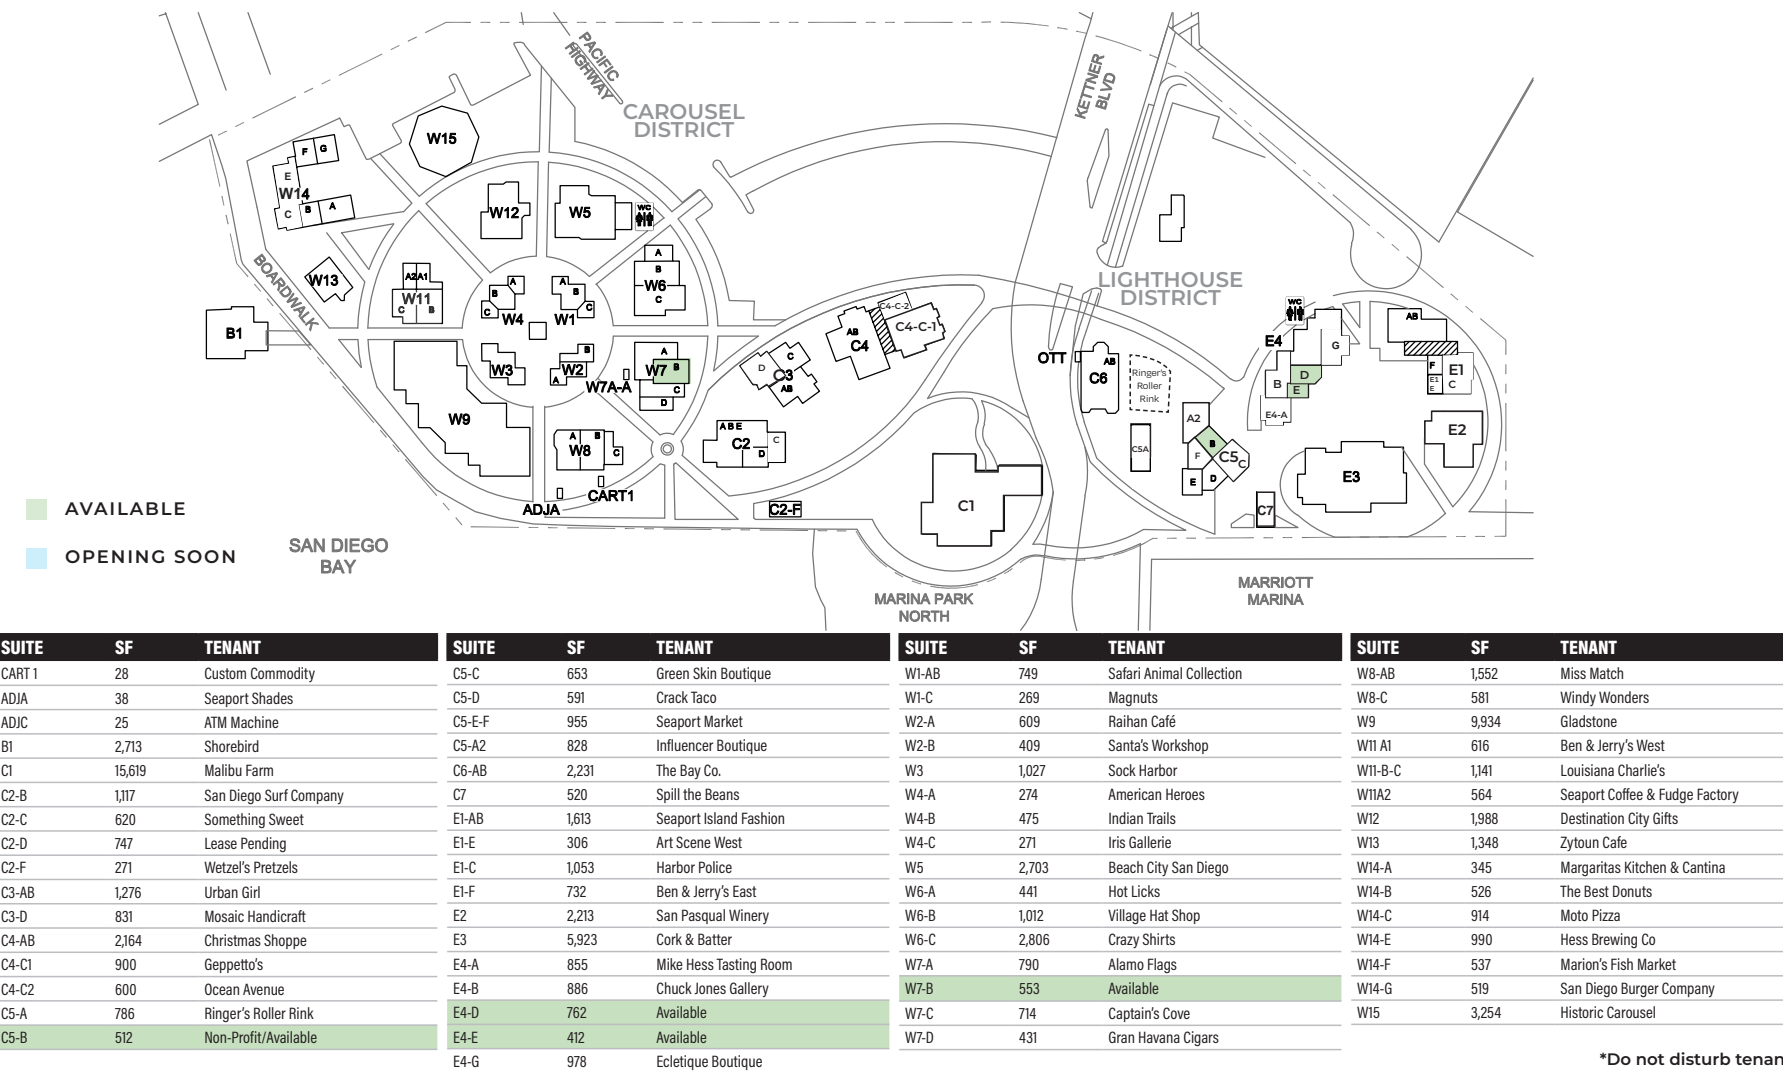 PACIFIC
HIGHWAY
CAROUSEL
DISTRICT
KETTNER
BLVD
W15
F G
E
W14
C B A
W12
W5
WC
BOARDWALK
W13
A2 A1
W11
C B
A
B
C
W4
A
B
C
W1
A
B
W6
C
LIGHTHOUSE
DISTRICT
B1
C4-C-2
AB
C4
C4-C-1
WC
E4
G
D
B
E
E4-A
AB
F
E1
E
E1
C
W3
B
W2
A
W7A-A
A
W7 B
C
D
C
D
C3
AB
OTT
AB
C6
Ringer's
Roller
Rink
W9
A B
W8
C
A B E
C2
C
D
A2
B
F
C5
C
E
D
C5A
E2
E3
C7
ADJA
CART1
C2-F
C1
AVAILABLE
OPENING SOON
SAN DIEGO
BAY
MARINA PARK
NORTH
MARRIOTT
MARINA
SUITE SF TENANT
CART 1 28 Custom Commodity
ADJA 38 Seaport Shades
ADJC 25 ATM Machine
B1 2,713 Shorebird
C1 15,619 Malibu Farm
C2-B 1,117 San Diego Surf Company
C2-C 620 Something Sweet
C2-D 747 Lease Pending
C2-F 271 Wetzel's Pretzels
C3-AB 1,276 Urban Girl
C3-D 831 Mosaic Handicraft
C4-AB 2,164 Christmas Shoppe
C4-C1 900 Geppetto's
C4-C2 600 Ocean Avenue
C5-A 786 Ringer's Roller Rink
C5-B 512 Non-Profit/Available
SUITE SF TENANT
C5-C 653 Green Skin Boutique
C5-D 591 Crack Taco
C5-E-F 955 Seaport Market
C5-A2 828 Influencer Boutique
C6-AB 2,231 The Bay Co.
C7 520 Spill the Beans
E1-AB 1,613 Seaport Island Fashion
E1-E 306 Art Scene West
E1-C 1,053 Harbor Police
E1-F 732 Ben & Jerry's East
E2 2,213 San Pasqual Winery
E3 5,923 Cork & Batter
E4-A 855 Mike Hess Tasting Room
E4-B 886 Chuck Jones Gallery
E4-D 762 Available
E4-E 412 Available
E4-G 978 Ecletique Boutique
SUITE SF TENANT
W1-AB 749 Safari Animal Collection
W1-C 269 Magnuts
W2-A 609 Raihan Café
W2-B 409 Santa's Workshop
W3 1,027 Sock Harbor
W4-A 274 American Heroes
W4-B 475 Indian Trails
W4-C 271 Iris Gallerie
W5 2,703 Beach City San Diego
W6-A 441 Hot Licks
W6-B 1,012 Village Hat Shop
W6-C 2,806 Crazy Shirts
W7-A 790 Alamo Flags
W7-B 553 Available
W7-C 714 Captain's Cove
W7-D 431 Gran Havana Cigars
SUITE SF TENANT
W8-AB 1,552 Miss Match
W8-C 581 Windy Wonders
W9 9,934 Gladstone
W11 A1 616 Ben & Jerry's West
W11-B-C 1,141 Louisiana Charlie's
W11A2 564 Seaport Coffee & Fudge Factory
W12 1,988 Destination City Gifts
W13 1,348 Zytoun Cafe
W14-A 345 Margaritas Kitchen & Cantina
W14-B 526 The Best Donuts
W14-C 914 Moto Pizza
W14-E 990 Hess Brewing Co
W14-F 537 Marion's Fish Market
W14-G 519 San Diego Burger Company
W15 3,254 Historic Carousel
*Do not disturb tenan